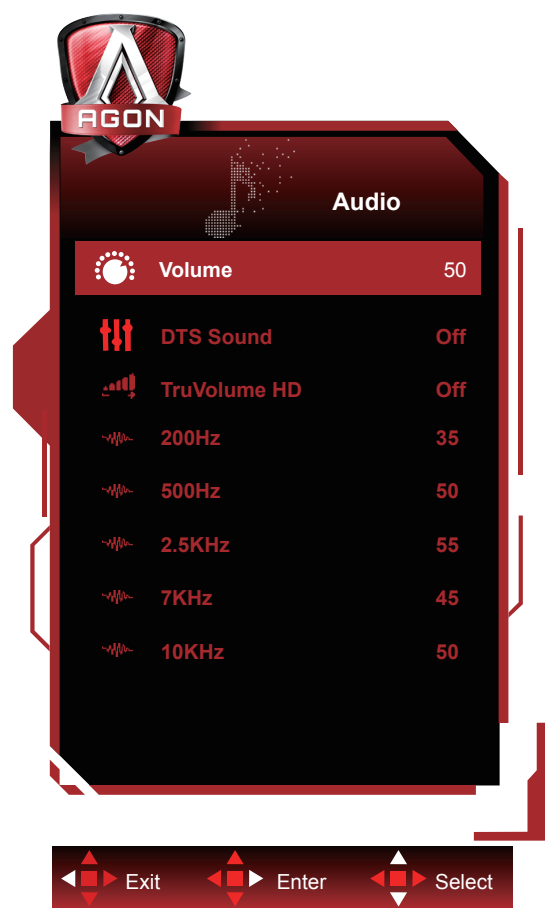 AGON
Audio
Volume 50
DTS Sound Off
TruVolume HD Off
200Hz 35
500Hz 50
2.5KHz 55
7KHz 45
10KHz 50
Exit Enter Select